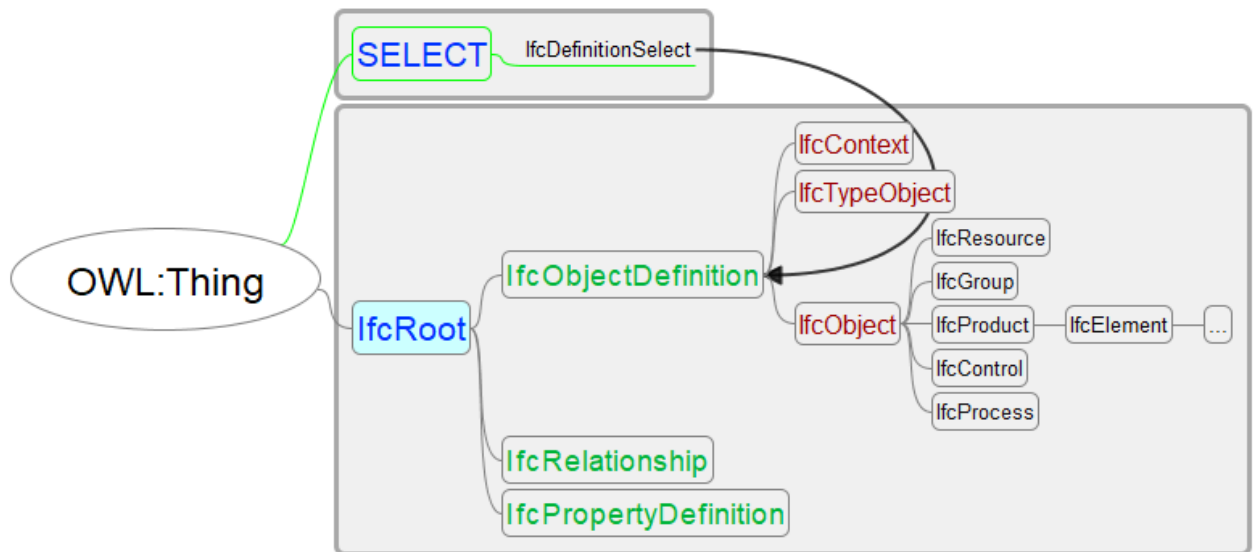 SELECT
IfcDefinitionSelect
OWL:Thing
IfcRoot
IfcObjectDefinition
IfcContext
IfcTypeObject
IfcObject
IfcResource
IfcGroup
IfcProduct
IfcElement
...
IfcControl
IfcProcess
IfcRelationship
IfcPropertyDefinition